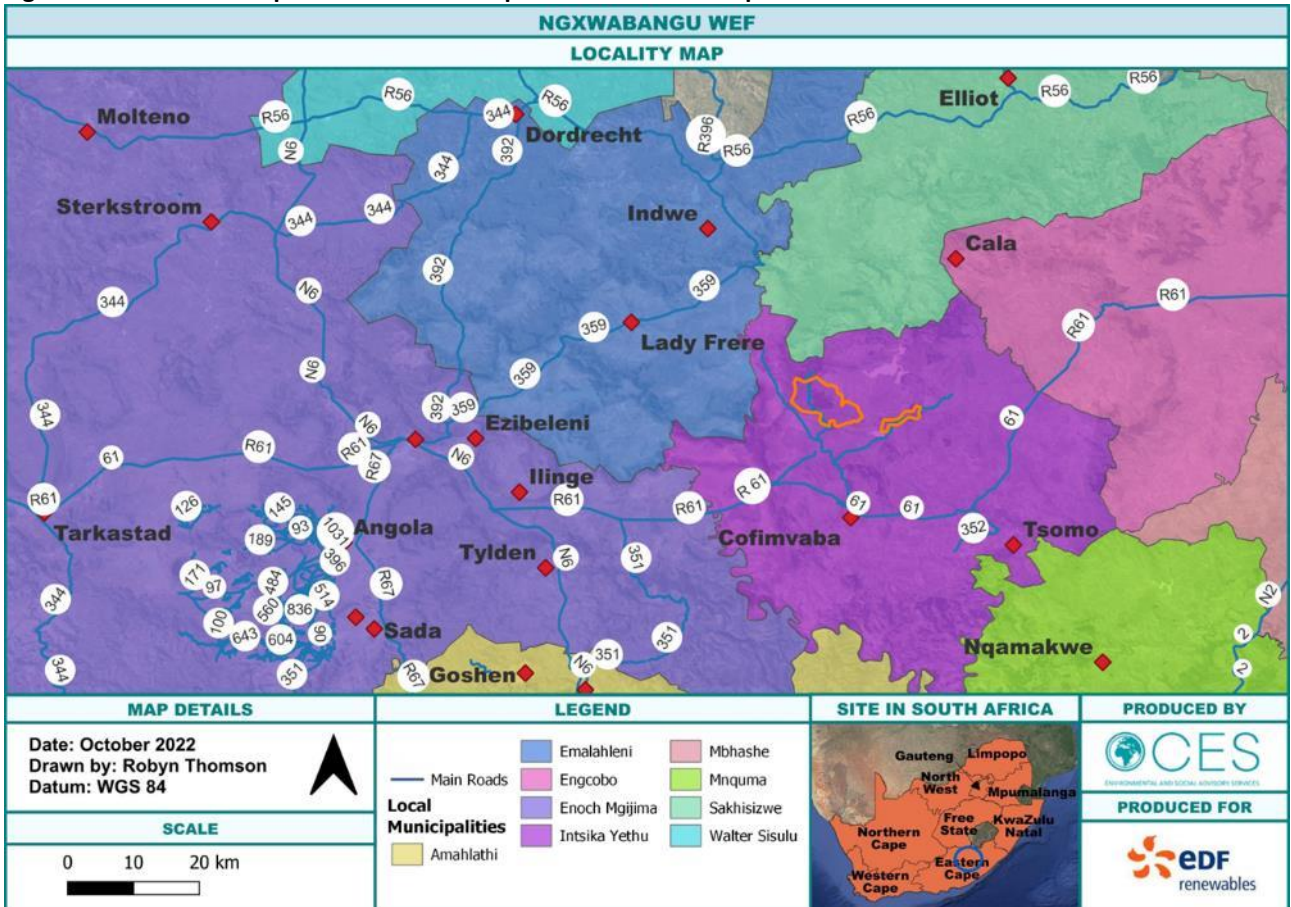 NGXWABANGU WEF
LOCALITY MAP
R56
R56
344
R56
Elliot
R56
R56
Molteno
R56
N6
Dordrecht
R396
R56
392
344
344
Sterkstroom
344
Indwe
Cala
392
359
R61
344
N6
359
Lady Frere
R61
N6
359
344
392
359
N6
Ezibeleni
61
R61
R61
N6
61
R67
Ilinge
R61
R61
R 61
61
61
R61
126
145
Tarkastad
93
1031
Angola
Cofimvaba
352
Tsomo
189
396
Tylden
N6
351
171
97
484
R67
514
344
560
836
100
N2
643
604
90
Sada
351
2
Nqamakwe
344
351
R67
Goshen
N6
351
2
MAP DETAILS
Date: October 2022
Drawn by: Robyn Thomson
Datum: WGS 84
SCALE
0 10 20 km
LEGEND
Main Roads
Local
Municipalities
Amahlathi
Emalahleni
Engcobo
Enoch Mgijima
Intsika Yethu
Mbhashe
Mnquma
Sakhisizwe
Walter Sisulu
SITE IN SOUTH AFRICA
Limpopo
Gauteng
North
West
Mpumalanga
Free
State
KwaZulu
Natal
Northern
Cape
Eastern
Cape
Western
Cape
PRODUCED BY
CES
ENVIRONMENTAL AND SOCIAL ADVISORY SERVICES
PRODUCED FOR
eDF
renewables